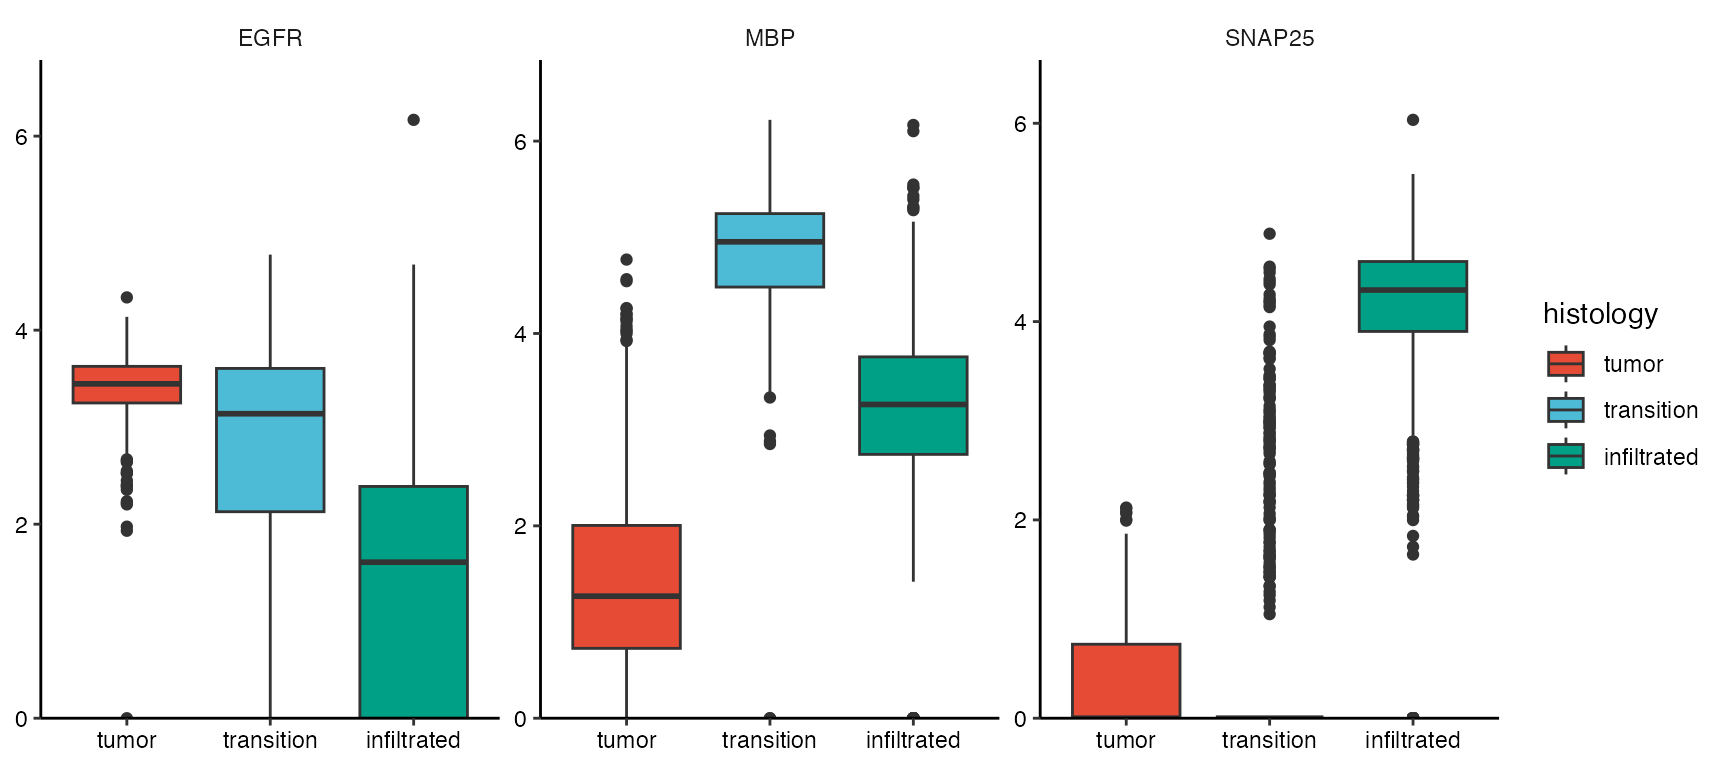 EGFR
MBP
SNAP25
6
4
2
0
tumor
transition
infiltrated
6
4
2
0
tumor
transition
infiltrated
6
4
2
0
tumor
transition
infiltrated
histology
tumor
transition
infiltrated